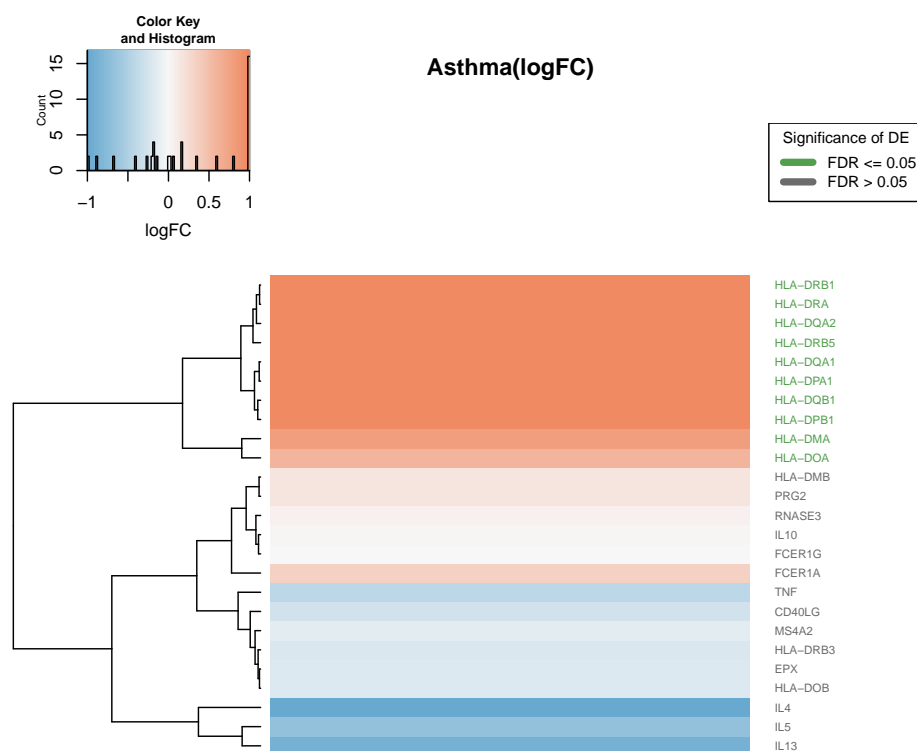 Color Key
and Histogram
Asthma(logFC)
Count
15
10
5
0
−1
0
0.5
1
logFC
Significance of DE
FDR <= 0.05
FDR > 0.05
HLA−DRB1
HLA−DRA
HLA−DQA2
HLA−DRB5
HLA−DQA1
HLA−DPA1
HLA−DQB1
HLA−DPB1
HLA−DMA
HLA−DOA
HLA−DMB
PRG2
RNASE3
IL10
FCER1G
FCER1A
TNF
CD40LG
MS4A2
HLA−DRB3
EPX
HLA−DOB
IL4
IL5
IL13